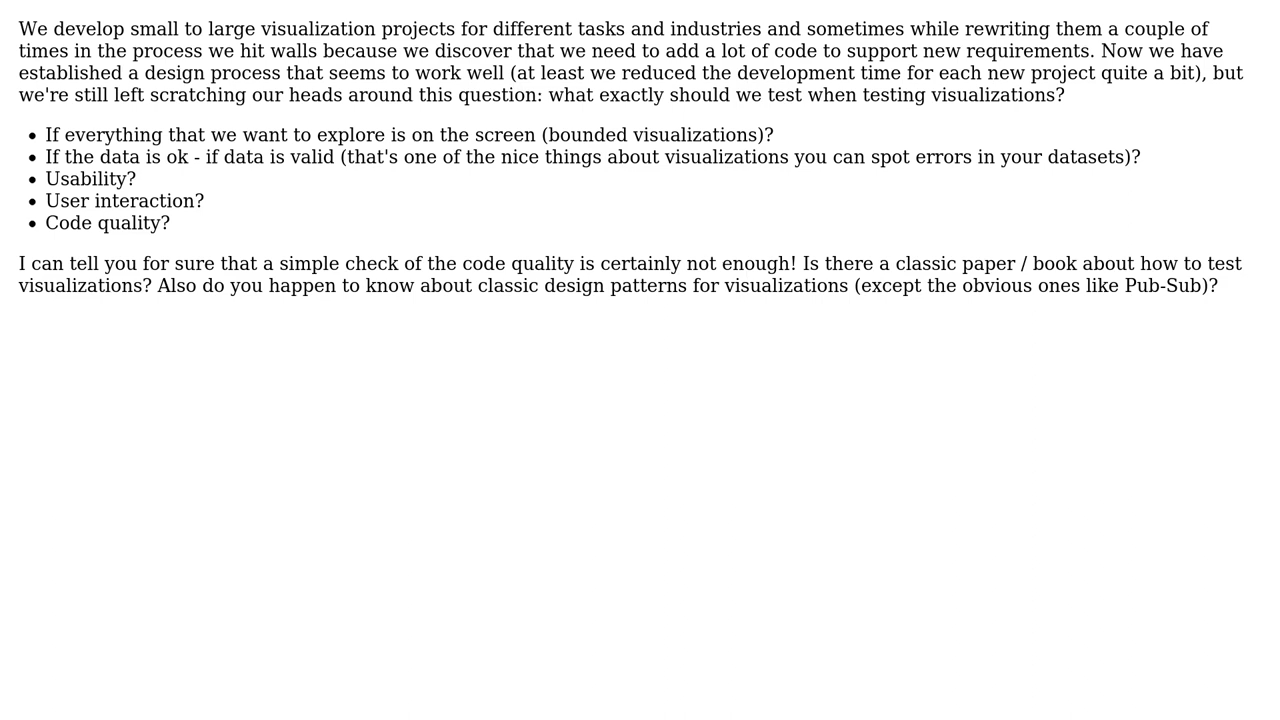 We develop small to large visualization projects for different tasks and industries and sometimes while rewriting them a couple of
times in the process we hit walls because we discover that we need to add a lot of code to support new requirements. Now we have
established a design process that seems to work well (at least we reduced the development time for each new project quite a bit), but
we're still left scratching our heads around this question: what exactly should we test when testing visualizations?
• If everything that we want to explore is on the screen (bounded visualizations)?
• If the data is ok - if data is valid (that's one of the nice things about visualizations you can spot errors in your datasets)?
• Usability?
• User interaction?
• Code quality?
I can tell you for sure that a simple check of the code quality is certainly not enough! Is there a classic paper / book about how to test
visualizations? Also do you happen to know about classic design patterns for visualizations (except the obvious ones like Pub-Sub)?